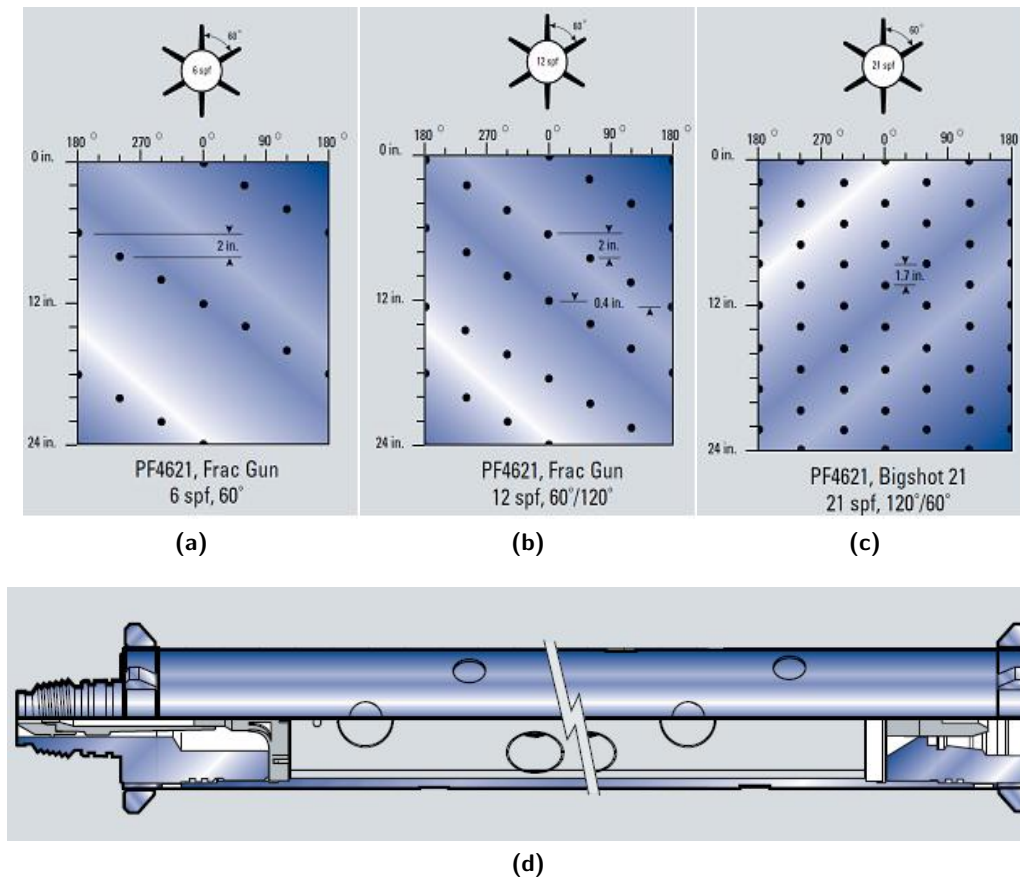 60°
6 spf
180° 270° 0° 90° 180°
0 in.
2 in.
12 in.
24 in.
PF4621, Frac Gun
6 spf, 60°
(a)
60°
12 spf
180° 270° 0° 90° 180°
0 in.
2 in.
12 in.
0.4 in.
24 in.
PF4621, Frac Gun
12 spf, 60°/120°
(b)
60°
21 spf
180° 270° 0° 90° 180°
0 in.
1.7 in.
12 in.
24 in.
PF4621, Bigshot 21
21 spf, 120°/60°
(c)
(d)